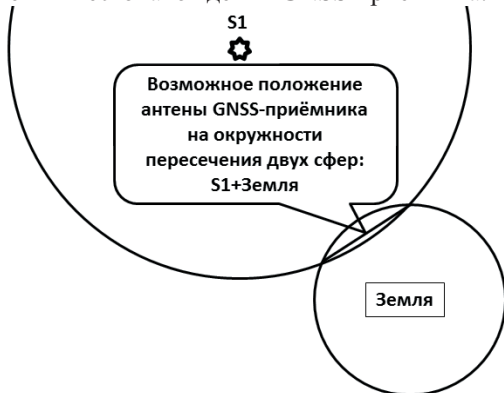 S1
Возможное положение
антены GNSS-приёмника
на окружности
пересечения двух сфер:
S1+Земля
Земля